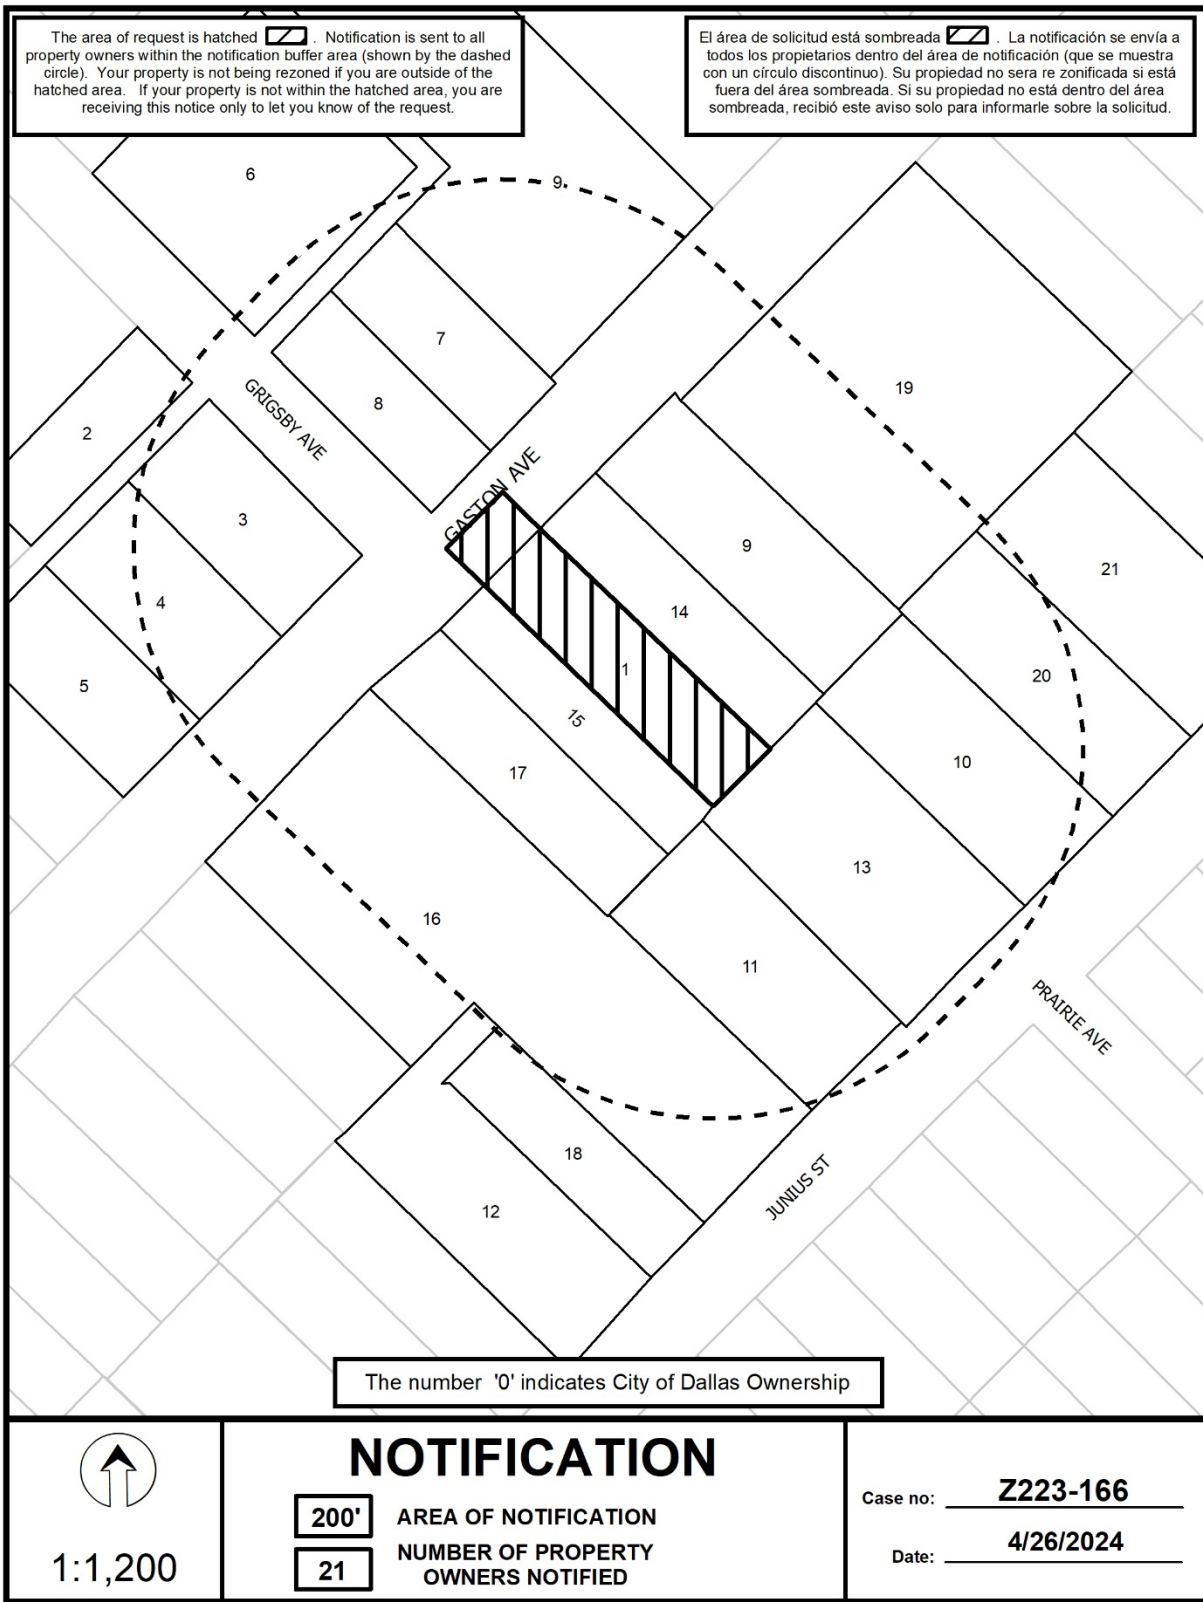 The area of request is hatched . Notification is sent to all
property owners within the notification buffer area (shown by the dashed
circle). Your property is not being rezoned if you are outside of the
hatched area. If your property is not within the hatched area, you are
receiving this notice only to let you know of the request.
El área de solicitud está sombreada . La notificación se envía a
todos los propietarios dentro del área de notificación (que se muestra
con un círculo discontinuo). Su propiedad no sera re zonificada si está
fuera del área sombreada. Si su propiedad no está dentro del área
sombreada, recibió este aviso solo para informarle sobre la solicitud.
6
9
7
19
8
GRIGSBY AVE
2
GASTON AVE
3
9
21
4
14
1
20
5
15
10
17
13
16
11
PRAIRIE AVE
18
JUNIUS ST
12
The number '0' indicates City of Dallas Ownership
1:1,200
NOTIFICATION
200' AREA OF NOTIFICATION
21 NUMBER OF PROPERTY
OWNERS NOTIFIED
Case no: Z223-166
Date: 4/26/2024